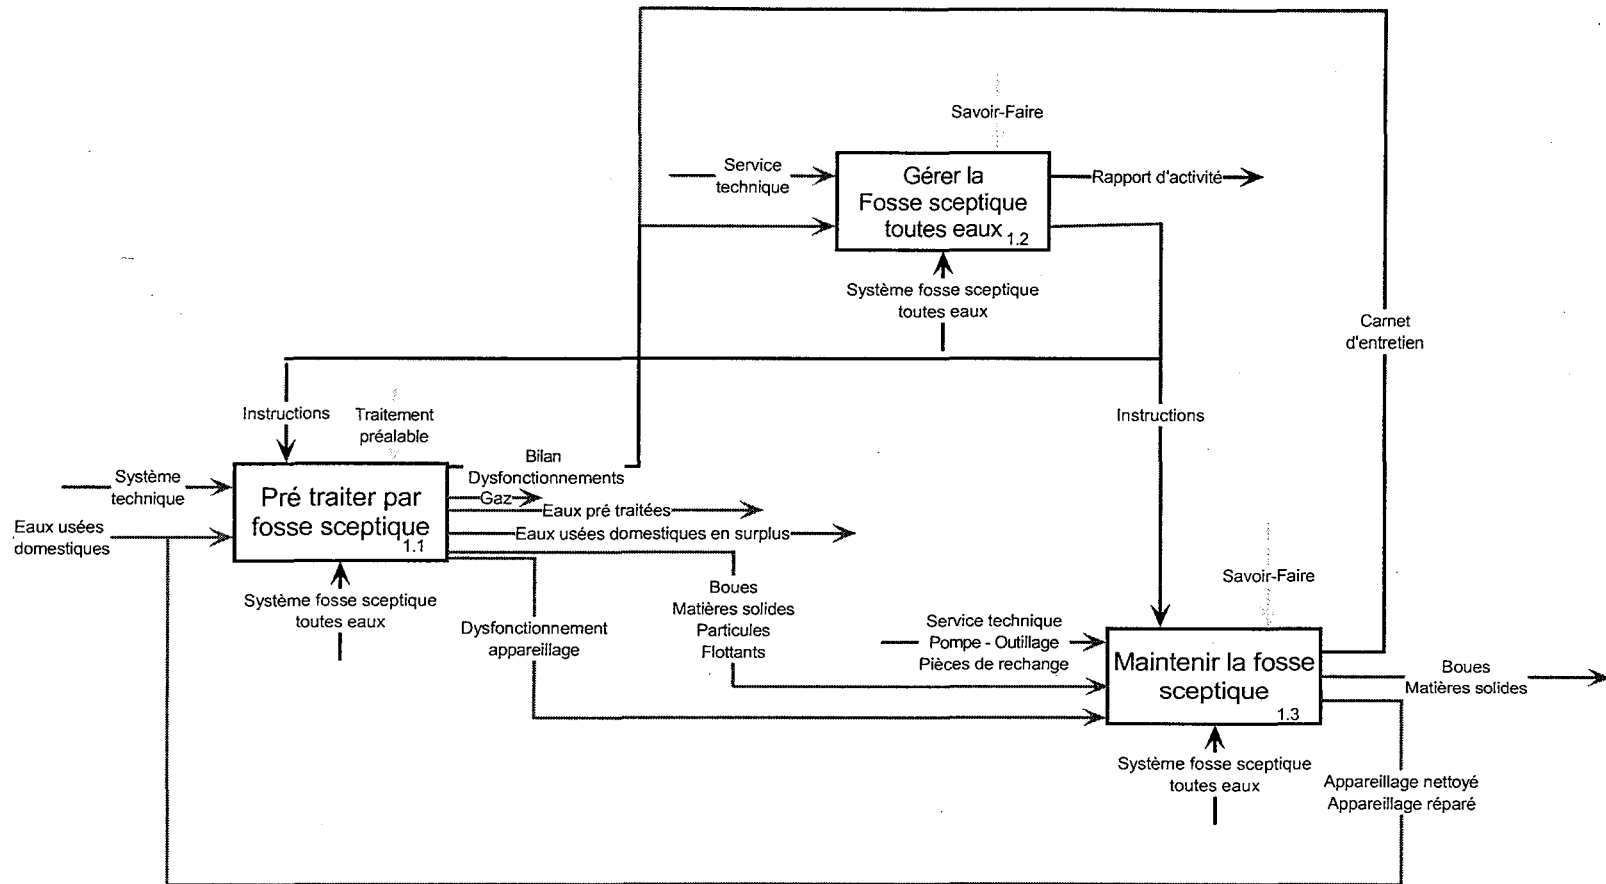 Savoir-Faire
Service
technique
Gérer la
Fosse sceptique
toutes eaux
1.2
Rapport d'activité
Système fosse sceptique
toutes eaux
Carnet
d'entretien
Instructions
Traitement
préalable
Instructions
Bilan
Dysfonctionnements
Système
technique
Pré traiter par
fosse sceptique
1.1
Gaz
Eaux pré traitées
Eaux usées domestiques en surplus
Eaux usées
domestiques
Système fosse sceptique
toutes eaux
Dysfonctionnement
appareillage
Boues
Matières solides
Particules
Flottants
Savoir-Faire
Service technique
Pompe - Outillage
Pièces de rechange
Maintenir la fosse
sceptique
1.3
Boues
Matières solides
Système fosse sceptique
toutes eaux
Appareillage nettoyé
Appareillage réparé